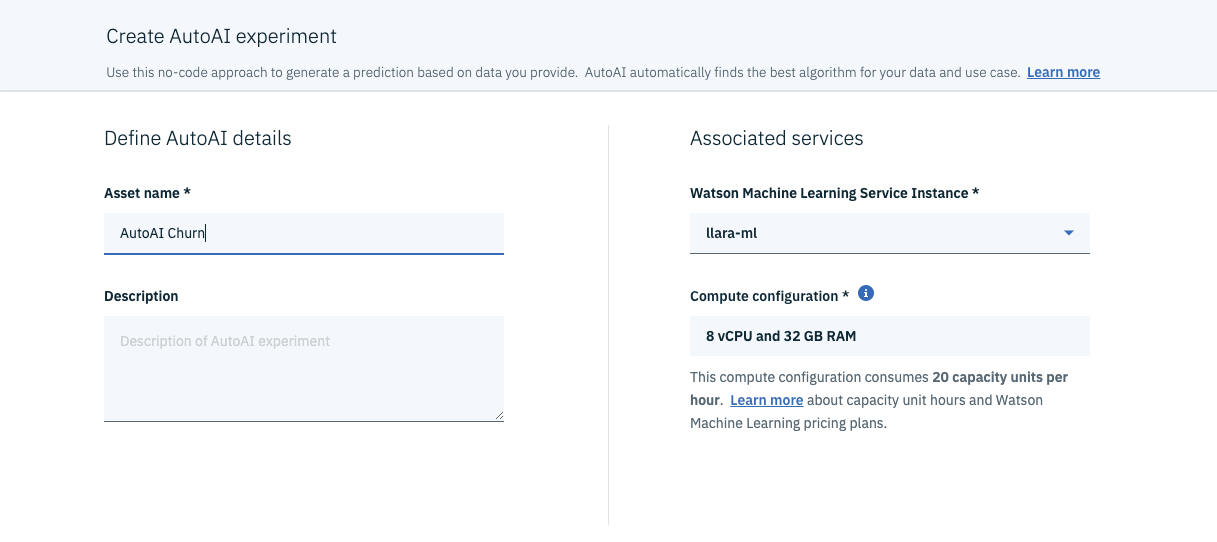 Create AutoAI experiment
Use this no-code approach to generate a prediction based on data you provide. AutoAI automatically finds the best algorithm for your data and use case. Learn more
Define AutoAI details
Asset name *
AutoAI Churn
Description
Description of AutoAI experiment
Associated services
Watson Machine Learning Service Instance *
llara-ml
Compute configuration *
8 vCPU and 32 GB RAM
This compute configuration consumes 20 capacity units per
hour. Learn more about capacity unit hours and Watson
Machine Learning pricing plans.